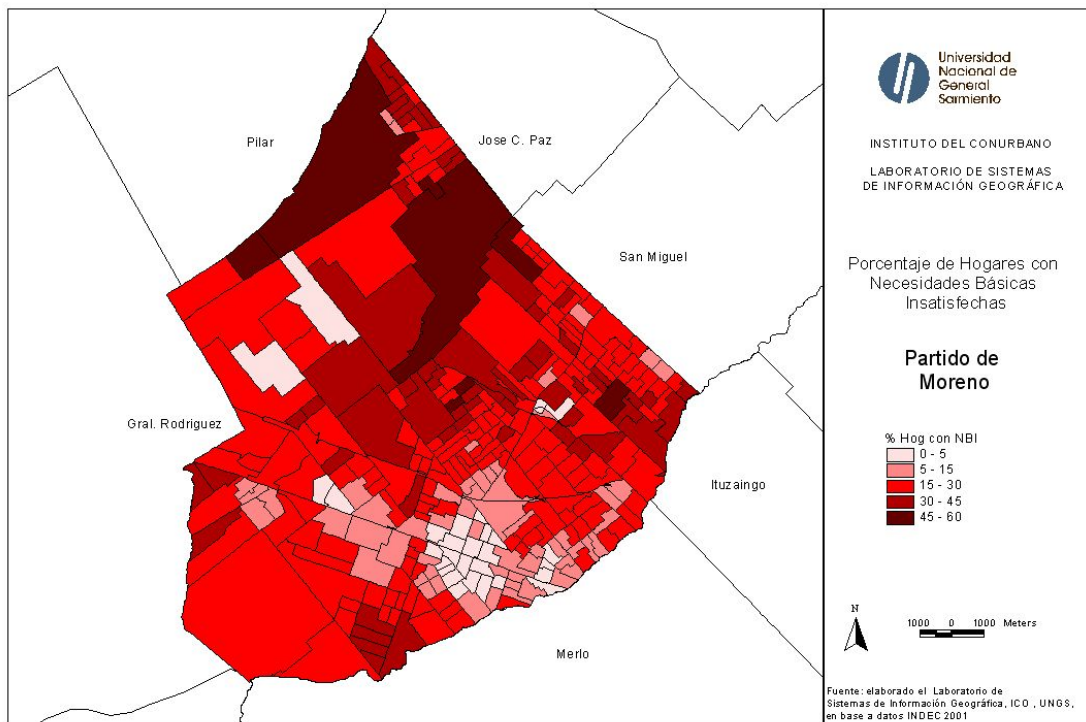 Pilar
Jose C. Paz
San Miguel
Gral. Rodriguez
Ituzaingo
Merlo
Universidad
Nacional de
General
Sarmiento
INSTITUTO DEL CONURBANO
LABORATORIO DE SISTEMAS
DE INFORMACIÓN GEOGRÁFICA
Porcentaje de Hogares con
Necesidades Básicas
Insatisfechas
Partido de
Moreno
% Hog con NBI
0 - 5
5 - 15
15 - 30
30 - 45
45 - 60
N
1000 0 1000 Meters
Fuente: elaborado el Laboratorio de
Sistemas de Información Geográfica, ICO , UNGS,
en base a datos INDEC 2001